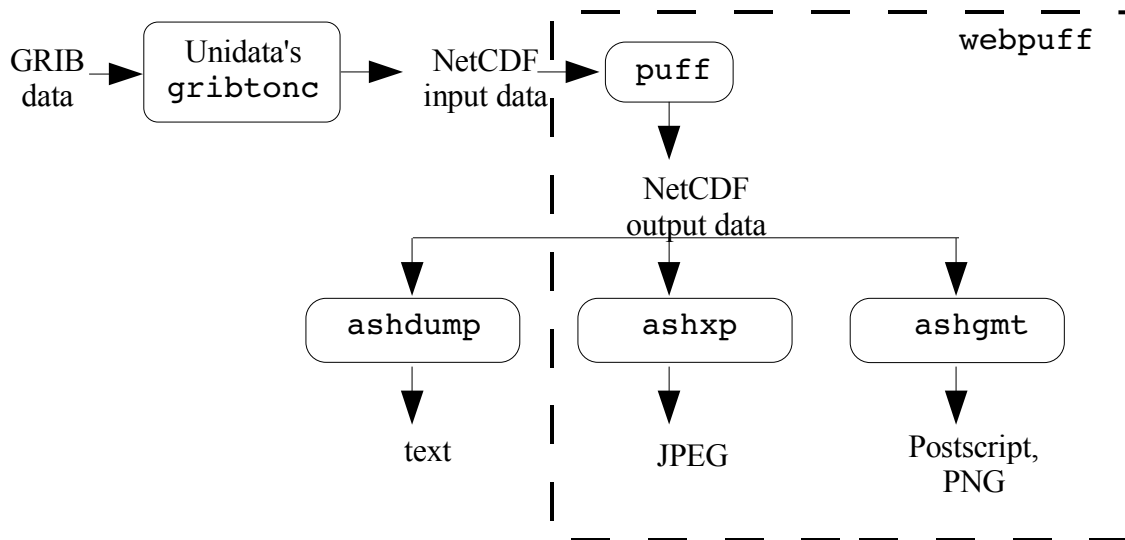 webpuff
GRIB
data
Unidata's
gribtonc
NetCDF
input data
puff
NetCDF
output data
ashdump
ashxp
ashgmt
text
JPEG
Postscript,
PNG